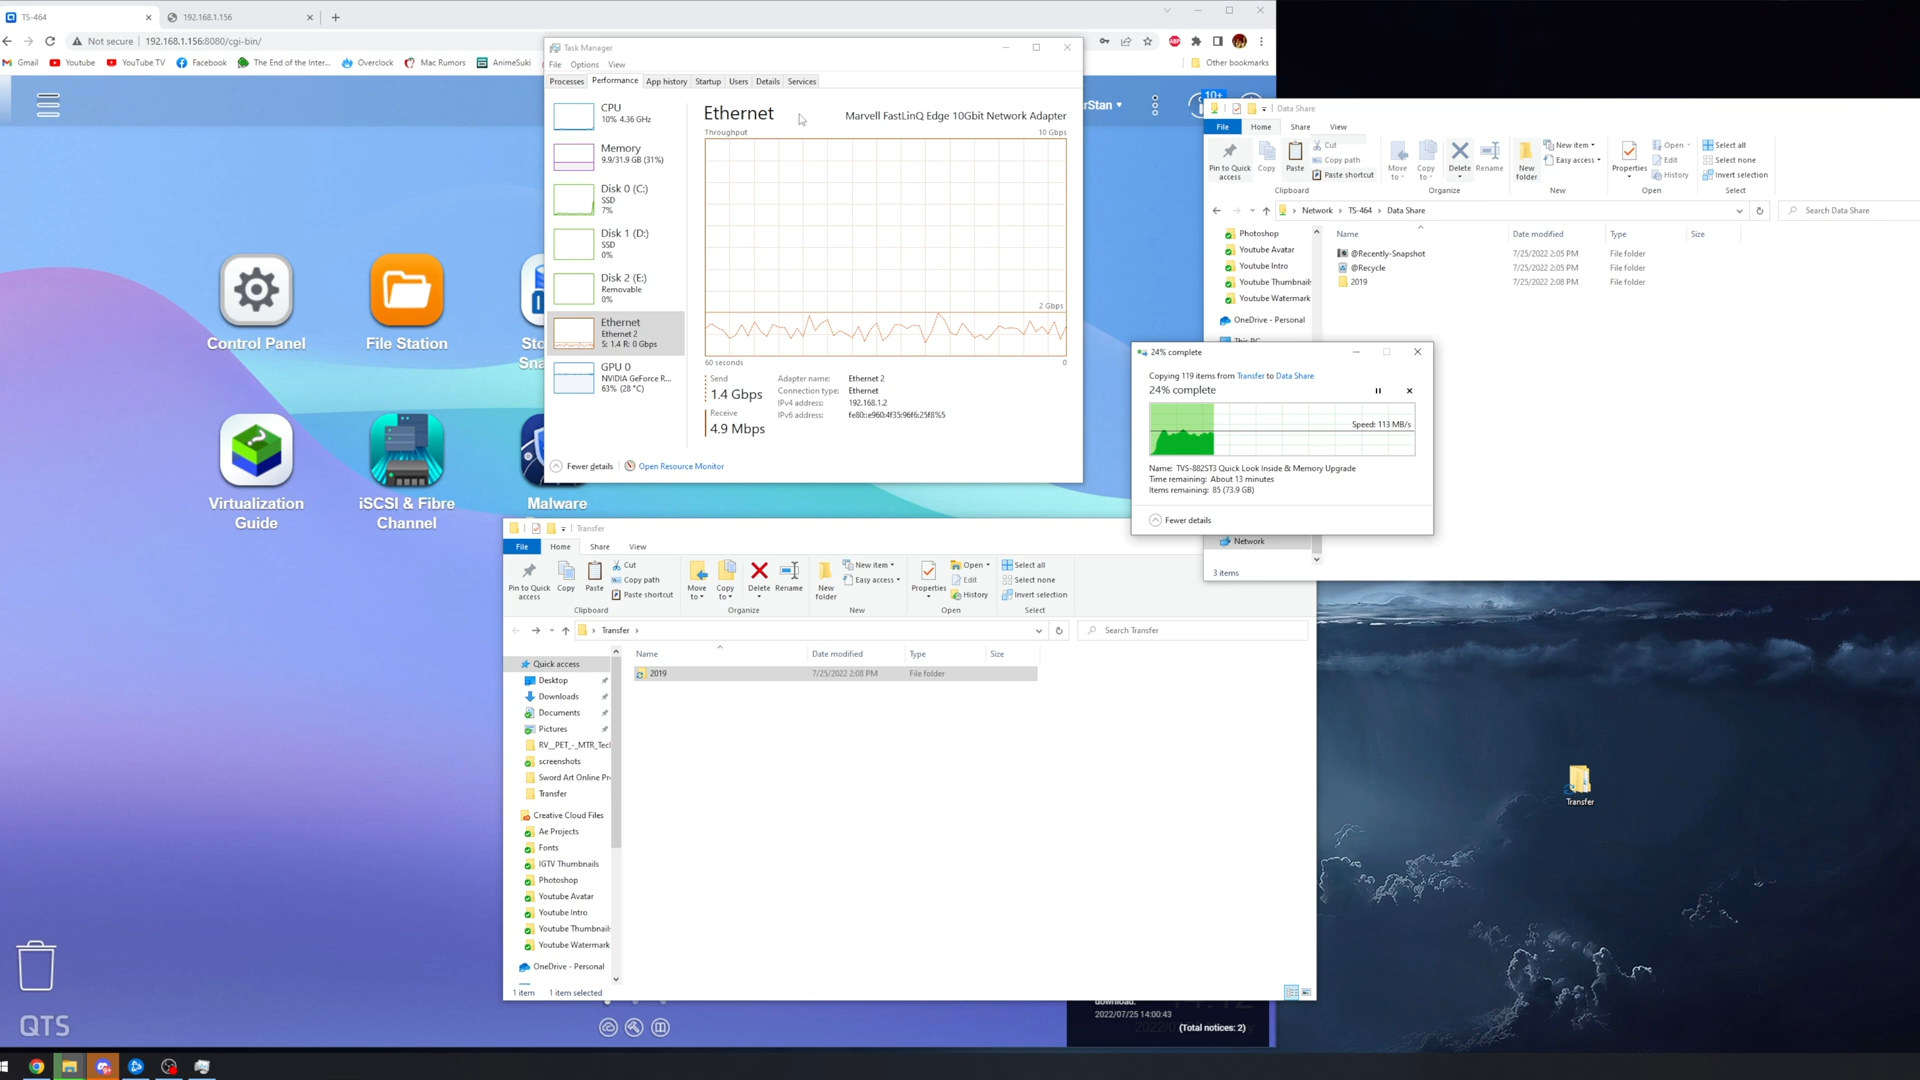 TS-464
192.168.1.156
Not secure
192.168.1.156:8080/cgi-bin/
Gmail
Youtube
YouTube TV
Facebook
The End of the Inter...
Overclock
Mac Rumors
AnimeSuki
Other bookmarks
10+
rStan
Control Panel
File Station
Virtualization
Guide
iSCSI & Fibre
Channel
Malware
QTS
Task Manager
File Options View
Processes Performance App history Startup Users Details Services
CPU
10% 4.36 GHz
Memory
9.9/31.9 GB (31%)
Disk 0 (C:)
SSD
7%
Disk 1 (D:)
SSD
0%
Disk 2 (E:)
Removable
0%
Ethernet
Ethernet 2
S: 1.4 R: 0 Gbps
GPU 0
NVIDIA GeForce R...
63% (28 °C)
Ethernet
Marvell FastLinQ Edge 10Gbit Network Adapter
Throughput
10 Gbps
2 Gbps
60 seconds
0
Send
1.4 Gbps
Receive
4.9 Mbps
Adapter name: Ethernet 2
Connection type: Ethernet
IPv4 address: 192.168.1.2
IPv6 address: fe80::e960:4f35:96f6:25f8%5
Fewer details
Open Resource Monitor
Data Share
File Home Share View
Pin to Quick
access
Copy
Paste
Cut
Copy path
Paste shortcut
Clipboard
Move
to
Copy
to
Delete
Rename
Organize
New
folder
New item
Easy access
New
Properties
Open
Edit
History
Open
Select all
Select none
Invert selection
Select
Network
TS-464
Data Share
Search Data Share
Name
Date modified
Type
Size
@Recently-Snapshot
7/25/2022 2:05 PM
File folder
@Recycle
7/25/2022 2:05 PM
File folder
2019
7/25/2022 2:08 PM
File folder
Photoshop
Youtube Avatar
Youtube Intro
Youtube Thumbnail
Youtube Watermark
OneDrive - Personal
Network
3 items
24% complete
Copying 119 items from Transfer to Data Share
24% complete
Speed: 113 MB/s
Name: TVS-882ST3 Quick Look Inside & Memory Upgrade
Time remaining: About 13 minutes
Items remaining: 85 (73.9 GB)
Fewer details
Transfer
File Home Share View
Pin to Quick
access
Copy
Paste
Cut
Copy path
Paste shortcut
Clipboard
Move
to
Copy
to
Delete
Rename
Organize
New
folder
New item
Easy access
New
Properties
Open
Edit
History
Open
Select all
Select none
Invert selection
Select
Transfer
Search Transfer
Name
Date modified
Type
Size
2019
7/25/2022 2:08 PM
File folder
Quick access
Desktop
Downloads
Documents
Pictures
RV__PET_-_MTR_Tec
screenshots
Sword Art Online Pr
Transfer
Creative Cloud Files
Ae Projects
Fonts
IGTV Thumbnails
Photoshop
Youtube Avatar
Youtube Intro
Youtube Thumbnail
Youtube Watermark
OneDrive - Personal
1 item
1 item selected
download.
2022/07/25 14:00:43
(Total notices: 2)
Transfer